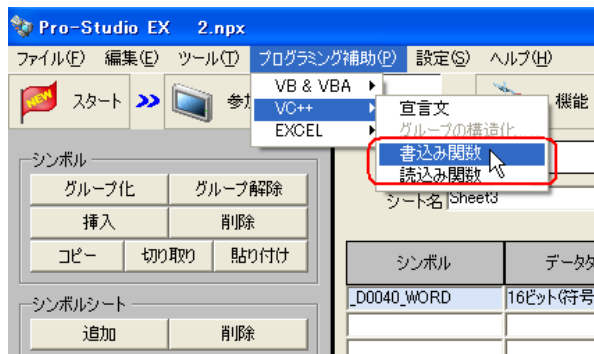 Pro-Studio EX 2.npx
ファイル(F) 編集(E) ツール(T) プログラミング補助(P) 設定(S) ヘルプ(H)
VB & VBA
VC++
EXCEL
宣言文
グループの構造化...
書込み関数
読込み関数
NEW スタート 機能
シンボル
グループ化 グループ解除
挿入 削除
コピー 切り取り 貼り付け
シンボルシート
追加 削除
シート名 Sheet3
シンボル
_D0040_WORD 16ビット(符号